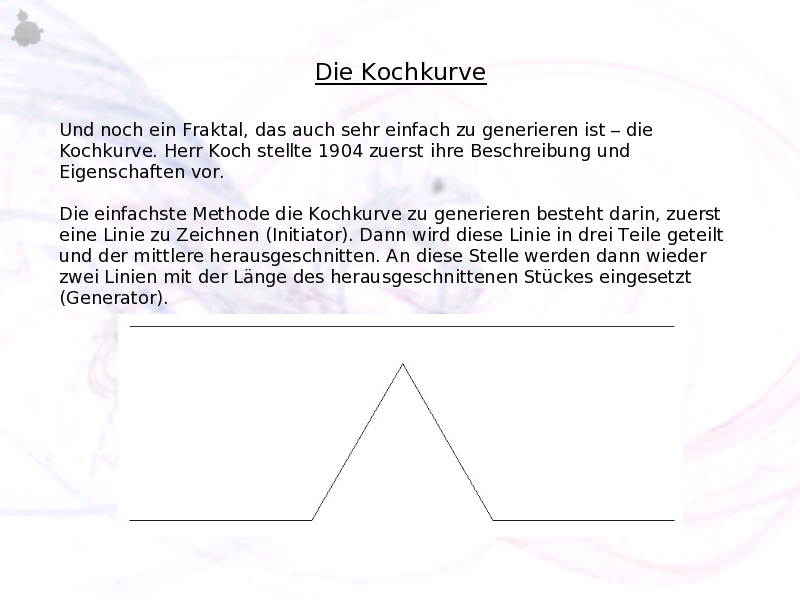 Die Kochkurve
Und noch ein Fraktal, das auch sehr einfach zu generieren ist – die
Kochkurve. Herr Koch stellte 1904 zuerst ihre Beschreibung und
Eigenschaften vor.
Die einfachste Methode die Kochkurve zu generieren besteht darin, zuerst
eine Linie zu Zeichnen (Initiator). Dann wird diese Linie in drei Teile geteilt
und der mittlere herausgeschnitten. An diese Stelle werden dann wieder
zwei Linien mit der Länge des herausgeschnittenen Stückes eingesetzt
(Generator).